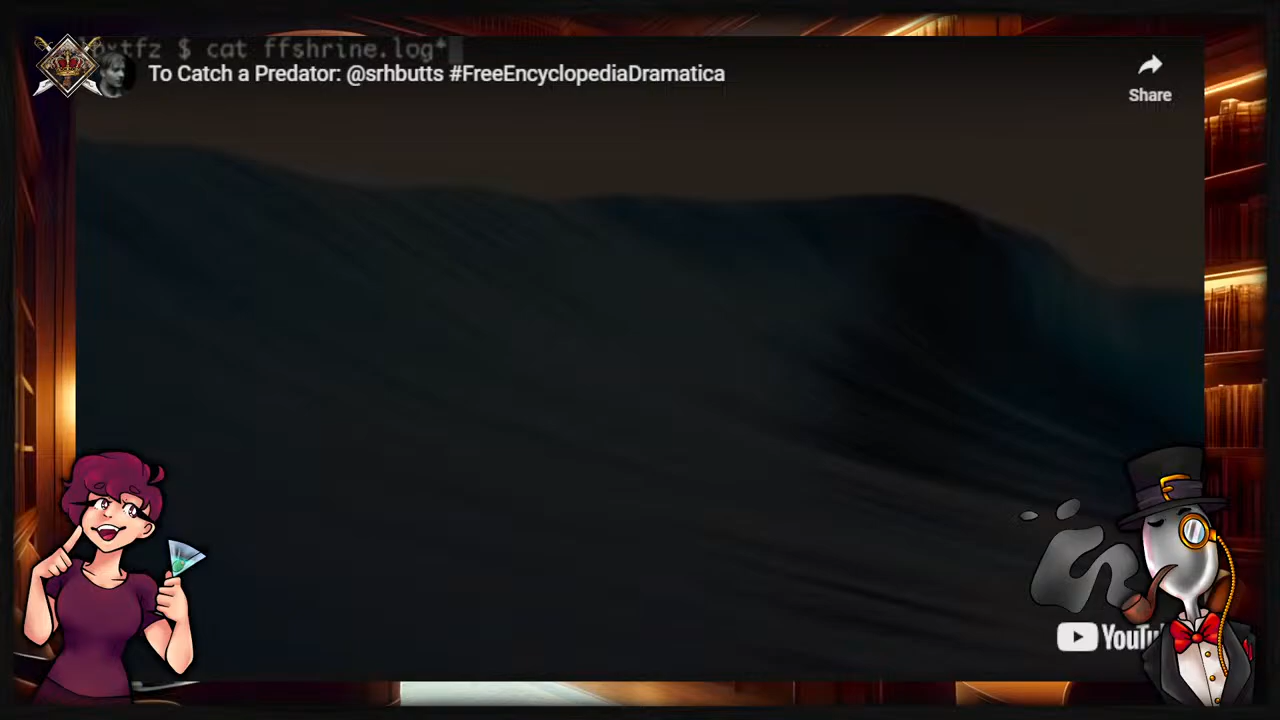 $ cat ffshrine.log*
To Catch a Predator: @srhbutts #FreeEncyclopediaDramatica
Share